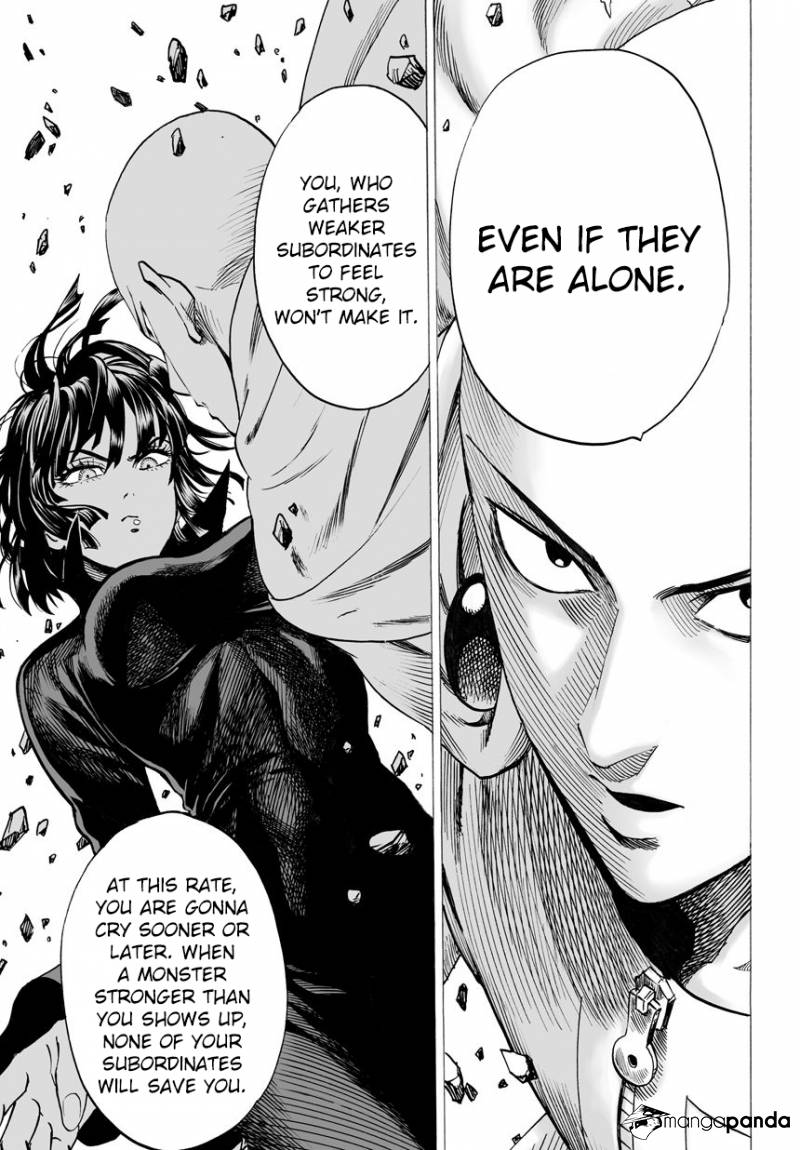 EVEN IF THEY
ARE ALONE.
YOU, WHO
GATHERS
WEAKER
SUBORDINATES
TO FEEL
STRONG,
WON'T MAKE IT.
AT THIS RATE,
YOU ARE GONNA
CRY SOONER OR
LATER. WHEN
A MONSTER
STRONGER THAN
YOU SHOWS UP,
NONE OF YOUR
SUBORDINATES
WILL SAVE YOU.
mangapanda